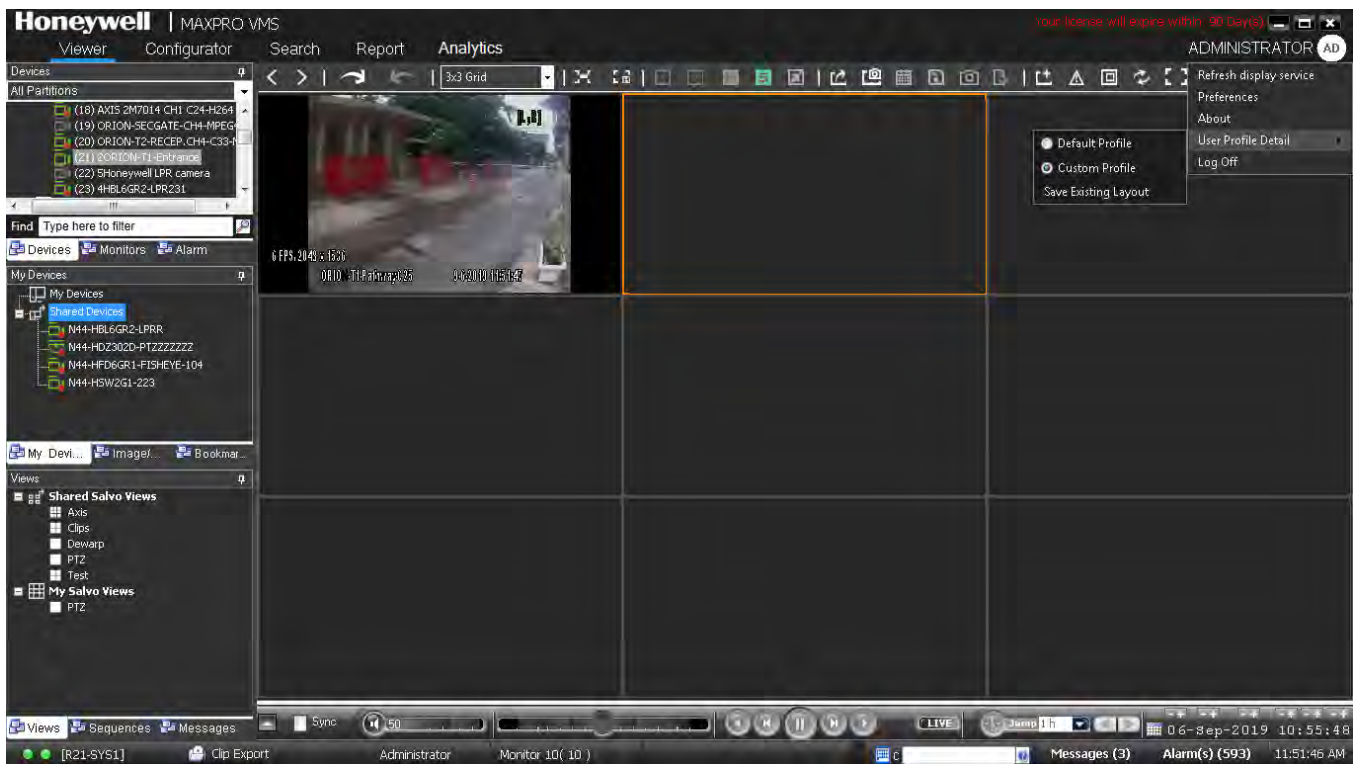 Honeywell | MAXPRO VMS
Your license will expire within 90 Day(s)
Viewer Configurator Search Report Analytics
ADMINISTRATOR AD
Devices
All Partitions
3x3 Grid
(18) AXIS 2M7014 CH1 C24-H264
(19) ORION-SECGATE-CH4-MPEG
(20) ORION-T2-RECEP.CH4-C33-
(21) 2ORION-T1-Entrance
(22) 5Honeywell LPR camera
(23) 4HBL6GR2-LPR231
Find Type here to filter
Devices Monitors Alarm
My Devices
My Devices
Shared Devices
N44-HBL6GR2-LPRR
N44-HDZ302D-PTZZZZZZZ
N44-HFD6GR1-FISHEYE-104
N44-HSW2G1-223
My Devi... Image/... Bookmar...
Views
Shared Salvo Views
Axis
Clips
Dewarp
PTZ
Test
My Salvo Views
PTZ
Views Sequences Messages
6 FPS, 2048 x 1536
Refresh display service
Preferences
About
User Profile Detail
Log Off
Default Profile
Custom Profile
Save Existing Layout
Sync 50 LIVE Jump 1 h
06-Sep-2019 10:55:48
[R21-SYS1] Clip Export Administrator Monitor 10( 10 ) C Messages (3) Alarm(s) (593) 11:51:46 AM